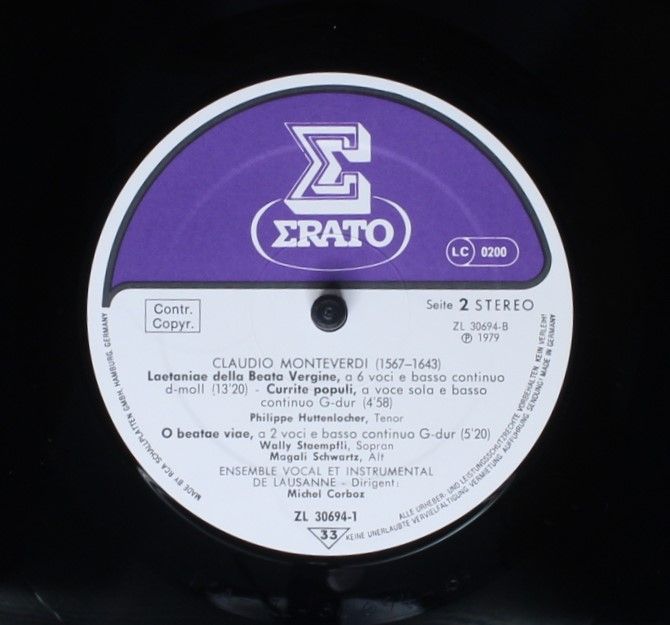 Σ
ΣRATO
LC 0200
Contr.
Copyr.
Seite 2 STEREO
ZL 30694-B
Ⓟ 1979
CLAUDIO MONTEVERDI (1567–1643)
Laetaniae della Beata Vergine, a 6 voci e basso continuo
d-moll (13'20) - Currite populi, a voce sola e basso
continuo G-dur (4'58)
Philippe Huttenlocher, Tenor
O beatae viae, a 2 voci e basso continuo G-dur (5'20)
Wally Staempfli, Sopran
Magali Schwartz, Alt
ENSEMBLE VOCAL ET INSTRUMENTAL
DE LAUSANNE - Dirigent:
Michel Corboz
ZL 30694-1
33
MADE BY RCA SCHALLPLATTEN GMBH, HAMBURG, GERMANY
ALLE URHEBER- UND LEISTUNGSSCHUTZRECHTE VORBEHALTEN. KEIN VERLEIH!
KEINE UNERLAUBTE VERVIELFÄLTIGUNG, VERMIETUNG, AUFFÜHRUNG, SENDUNG! MADE IN GERMANY